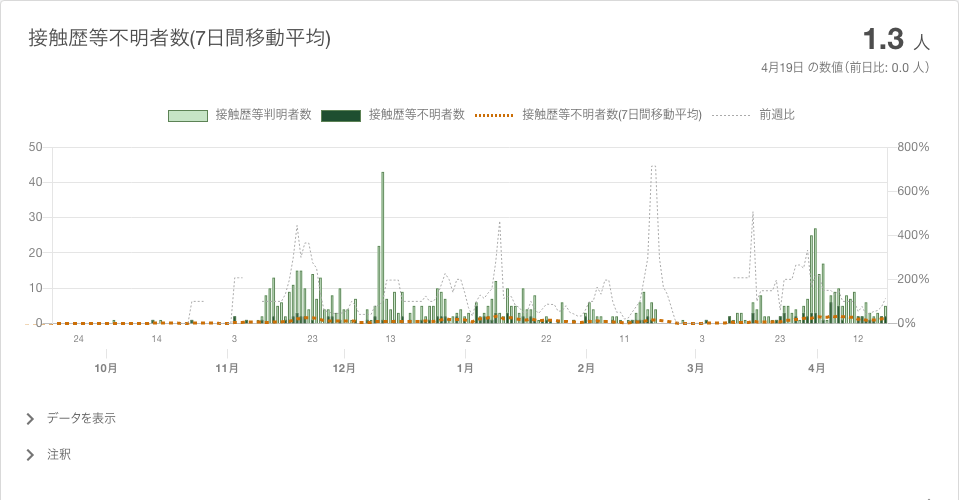 接触歴等不明者数(7日間移動平均)
1.3 人
4月19日 の数値（前日比: 0.0 人）
接触歴等判明者数 接触歴等不明者数 接触歴等不明者数(7日間移動平均) 前週比
50 800%
40 600%
30 400%
20 200%
10 0%
0
24 14 3 23 13 2 22 11 3 23 12
10月 11月 12月 1月 2月 3月 4月
データを表示
注釈